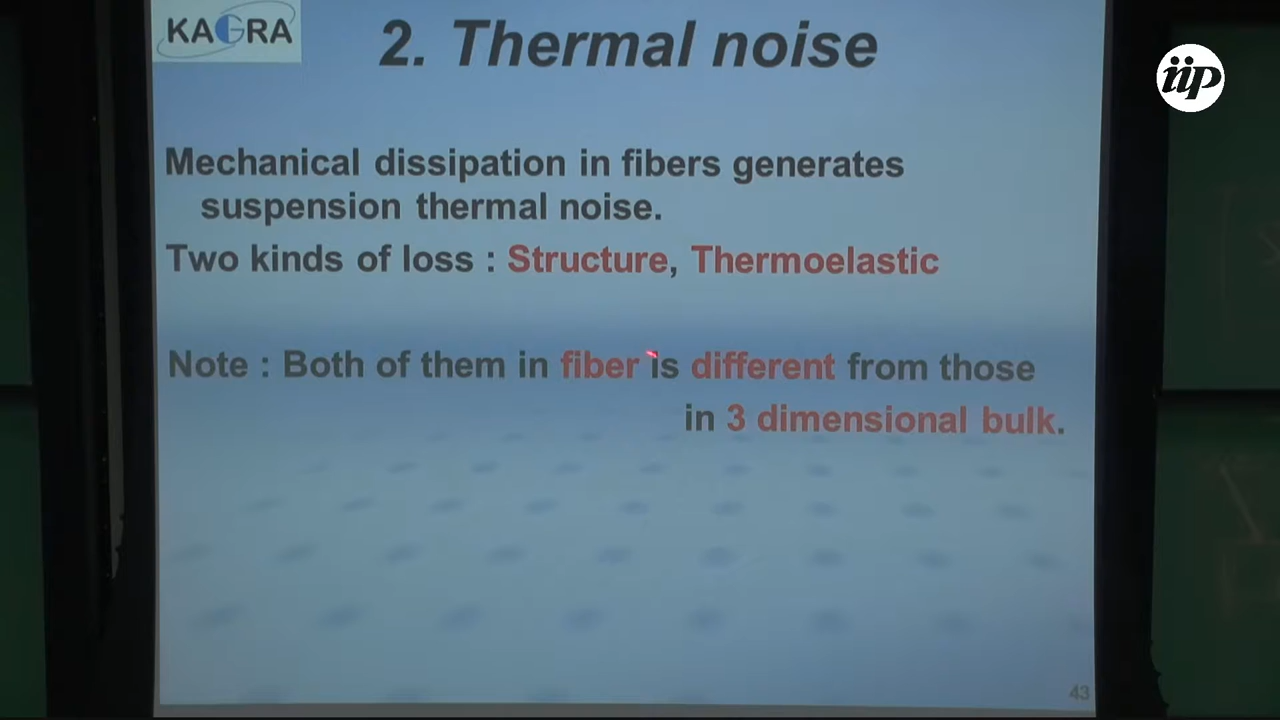 KAGRA
2. Thermal noise
iip
Mechanical dissipation in fibers generates
suspension thermal noise.
Two kinds of loss : Structure, Thermoelastic
Note : Both of them in fiber is different from those
in 3 dimensional bulk.
43